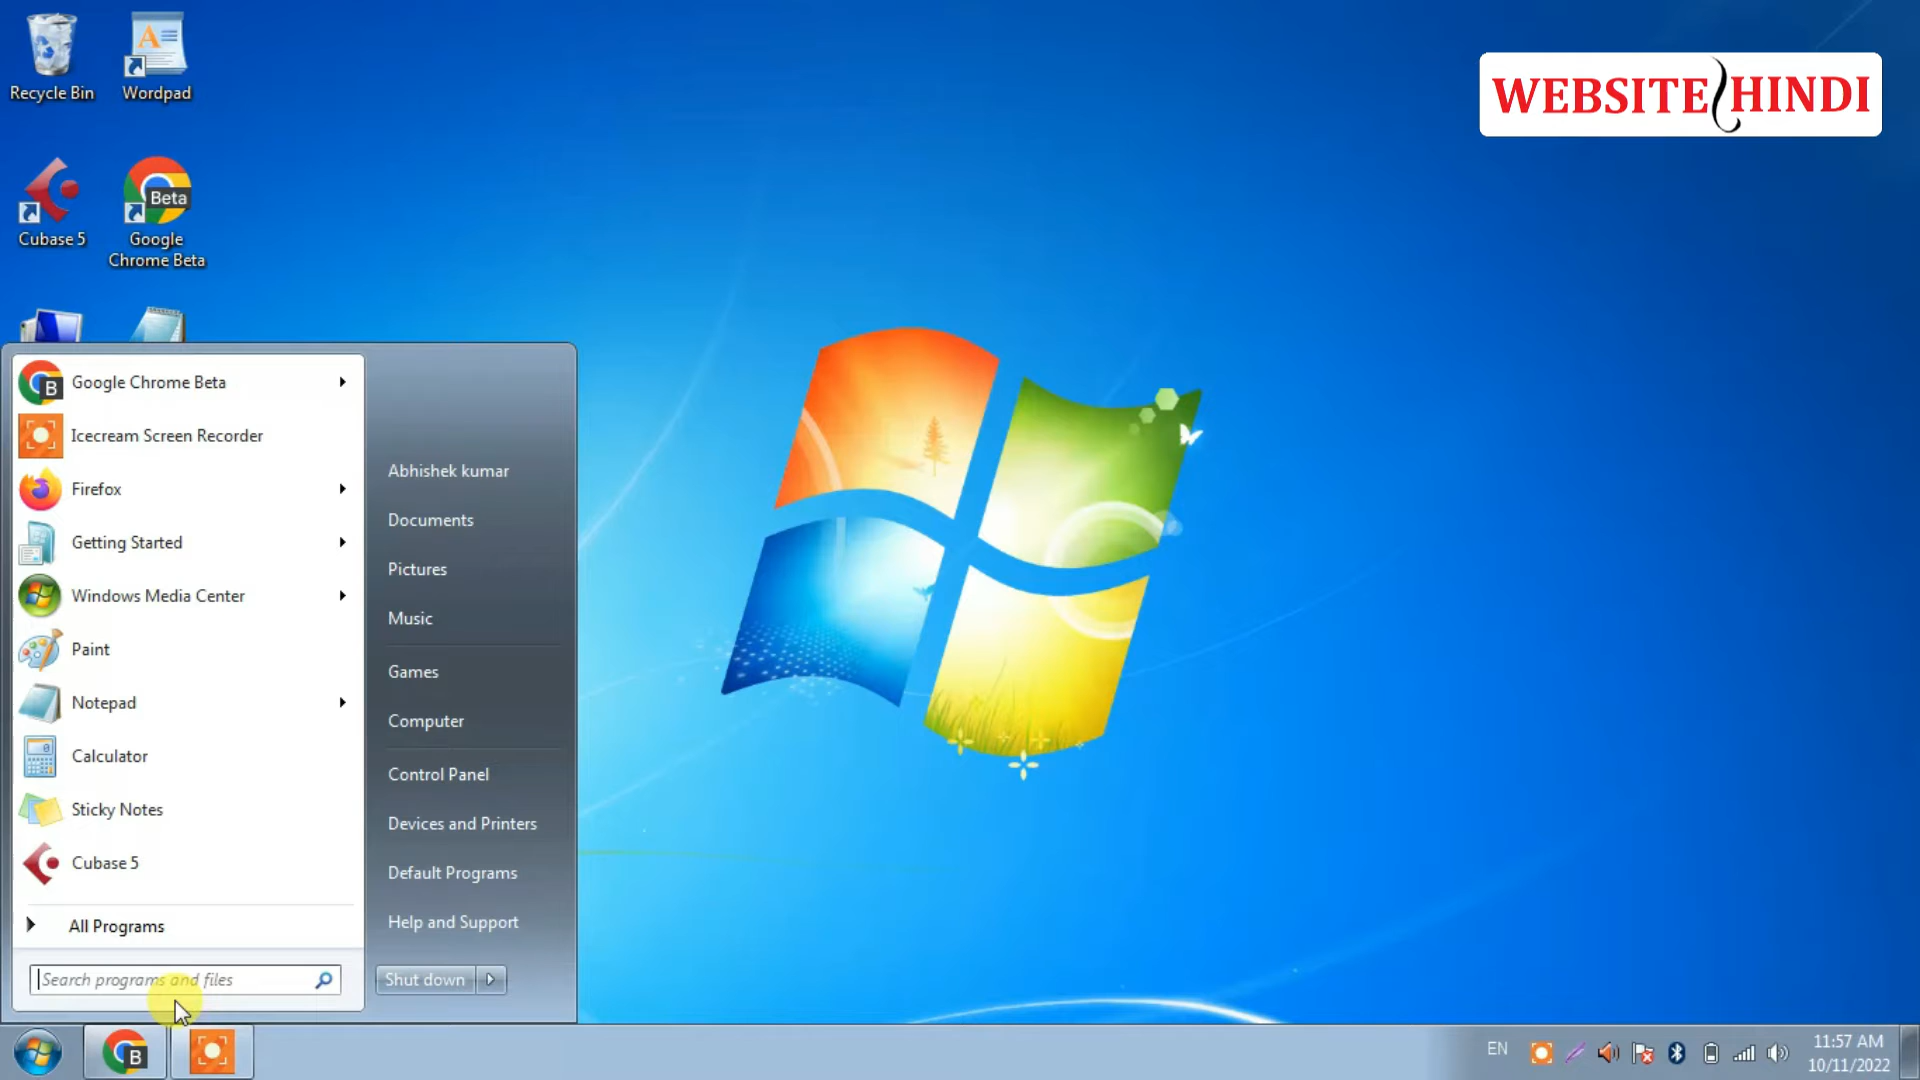 Recycle Bin
Wordpad
WEBSITE HINDI
Cubase 5
Beta
Google
Chrome Beta
B
Google Chrome Beta
Icecream Screen Recorder
Firefox
Getting Started
Windows Media Center
Paint
Notepad
Calculator
Sticky Notes
Cubase 5
All Programs
Search programs and files
Abhishek kumar
Documents
Pictures
Music
Games
Computer
Control Panel
Devices and Printers
Default Programs
Help and Support
Shut down
B
EN
11:57 AM
10/11/2022